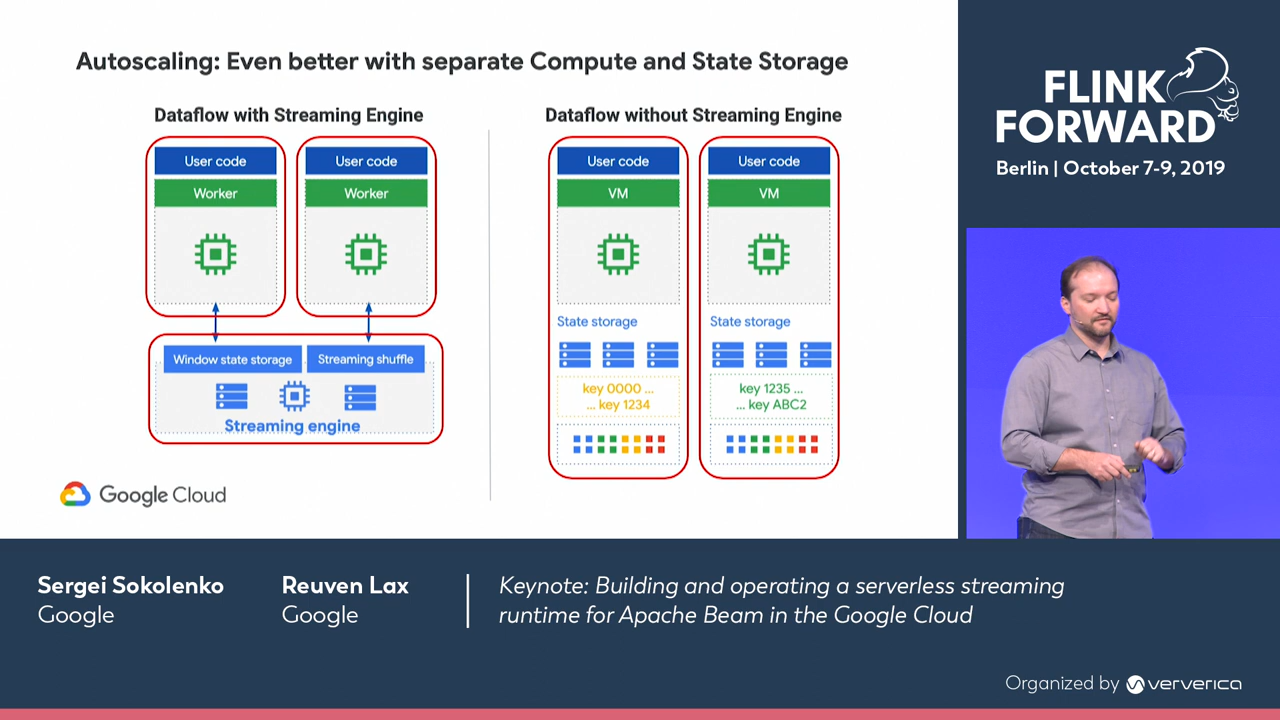 Autoscaling: Even better with separate Compute and State Storage
Dataflow with Streaming Engine
User code
User code
Worker
Worker
Window state storage
Streaming shuffle
Streaming engine
Dataflow without Streaming Engine
User code
User code
VM
VM
State storage
State storage
key 0000 ...
... key 1234
key 1235 ...
... key ABC2
Google Cloud
FLINK
FORWARD
Berlin | October 7-9, 2019
Sergei Sokolenko
Google
Reuven Lax
Google
Keynote: Building and operating a serverless streaming
runtime for Apache Beam in the Google Cloud
Organized by ververica